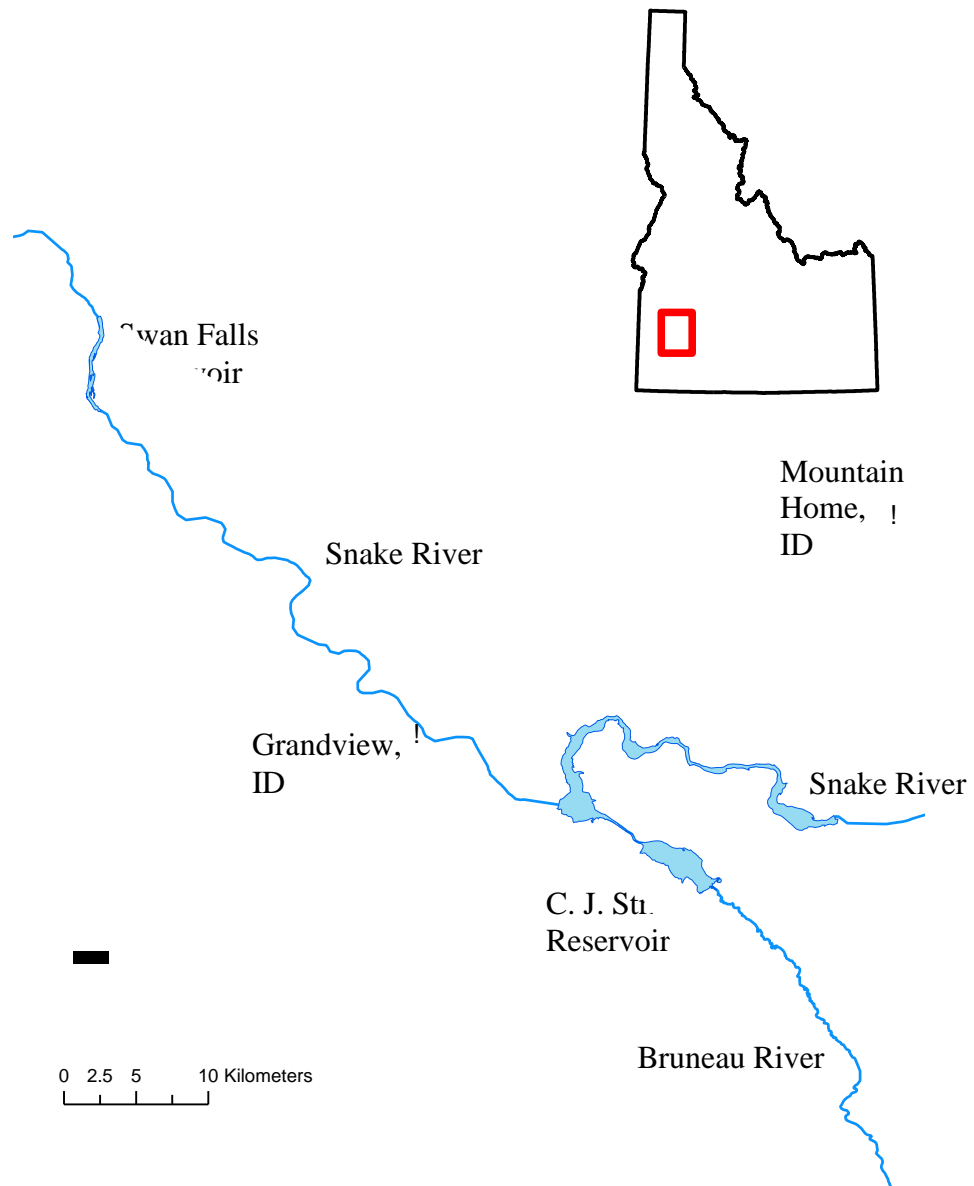 Swan Falls
Mountain
Home, !
ID
Snake River
Grandview, !
ID
Snake River
C. J.
Reservoir
Bruneau River
0 2.5 5 10 Kilometers